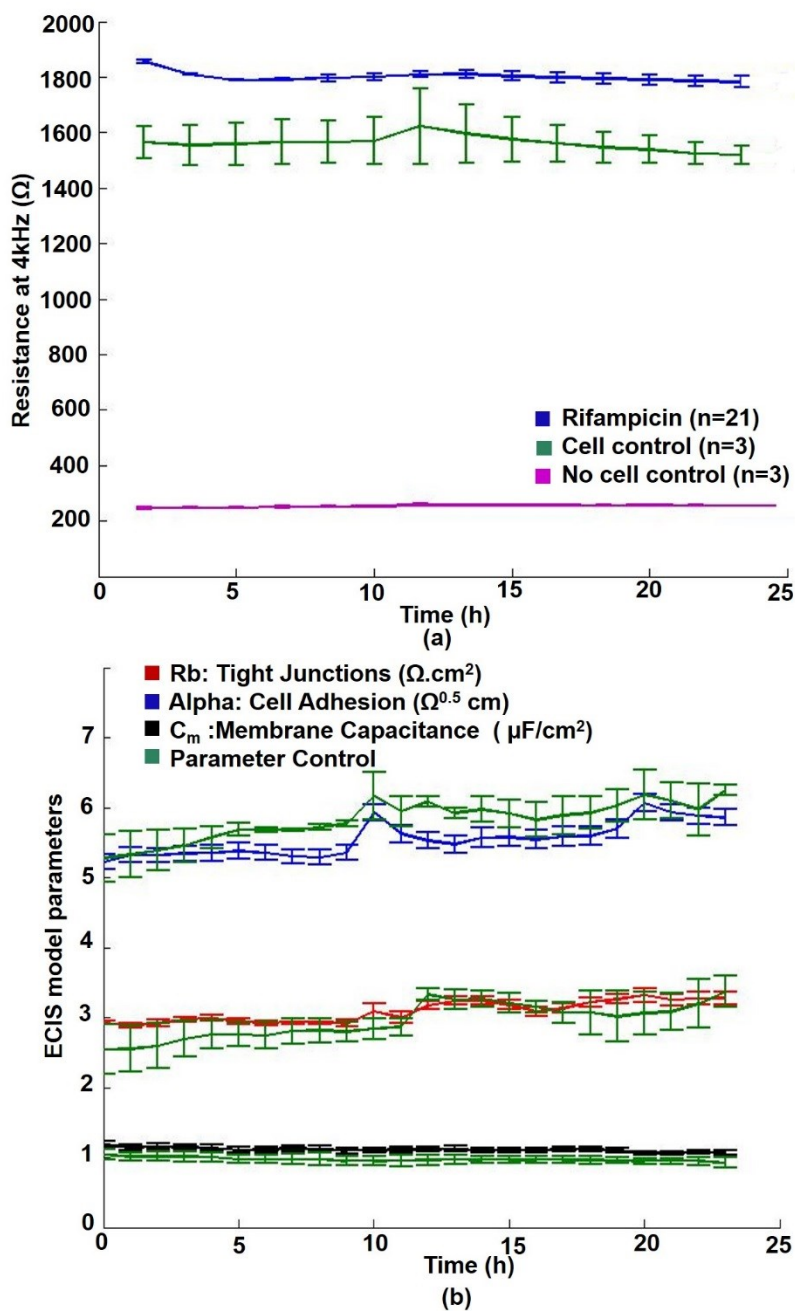 2000
1800
1600
1400
1200
1000
800
600
400
200
Resistance at 4kHz (Ω)
Rifampicin (n=21)
Cell control (n=3)
No cell control (n=3)
0
5
10
15
20
25
Time (h)
(a)
Rb: Tight Junctions (Ω.cm²)
Alpha: Cell Adhesion (Ω⁰·⁵ cm)
Cₘ :Membrane Capacitance ( µF/cm²)
Parameter Control
7
6
5
4
3
2
1
0
ECIS model parameters
0
5
10
15
20
25
Time (h)
(b)